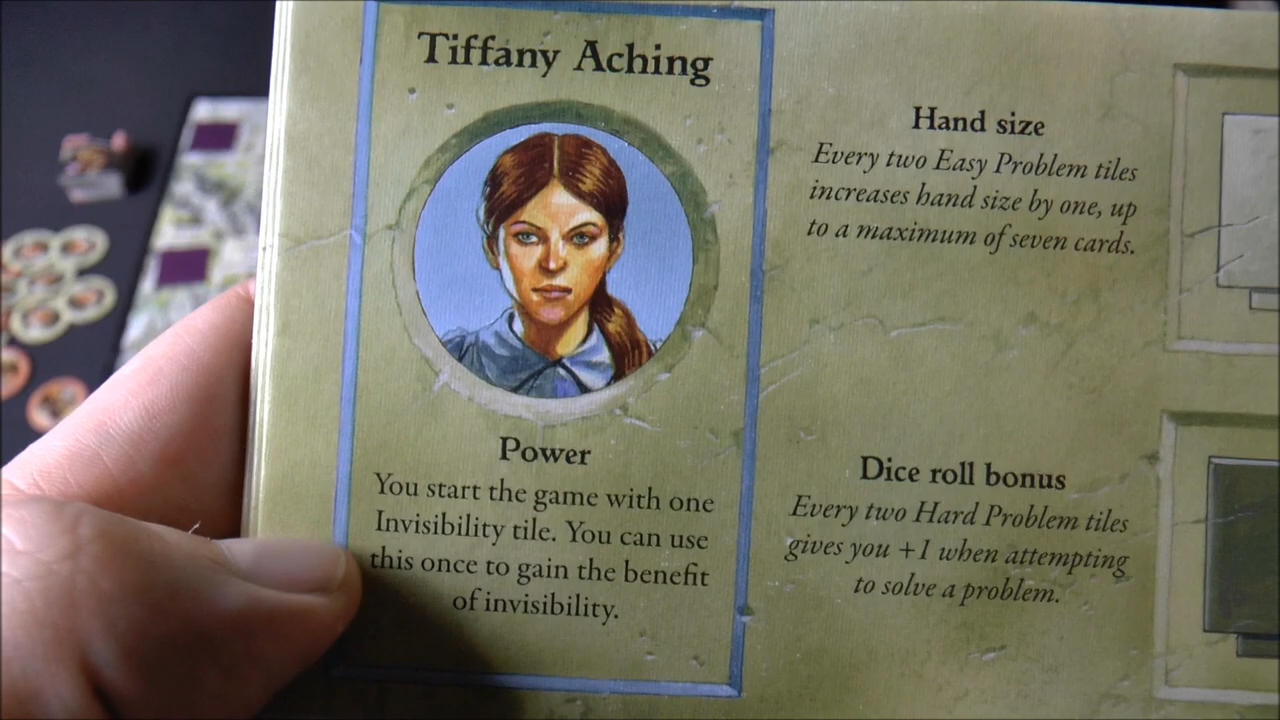 Tiffany Aching
Power
You start the game with one
Invisibility tile. You can use
this once to gain the benefit
of invisibility.
Hand size
Every two Easy Problem tiles
increases hand size by one, up
to a maximum of seven cards.
Dice roll bonus
Every two Hard Problem tiles
gives you +1 when attempting
to solve a problem.